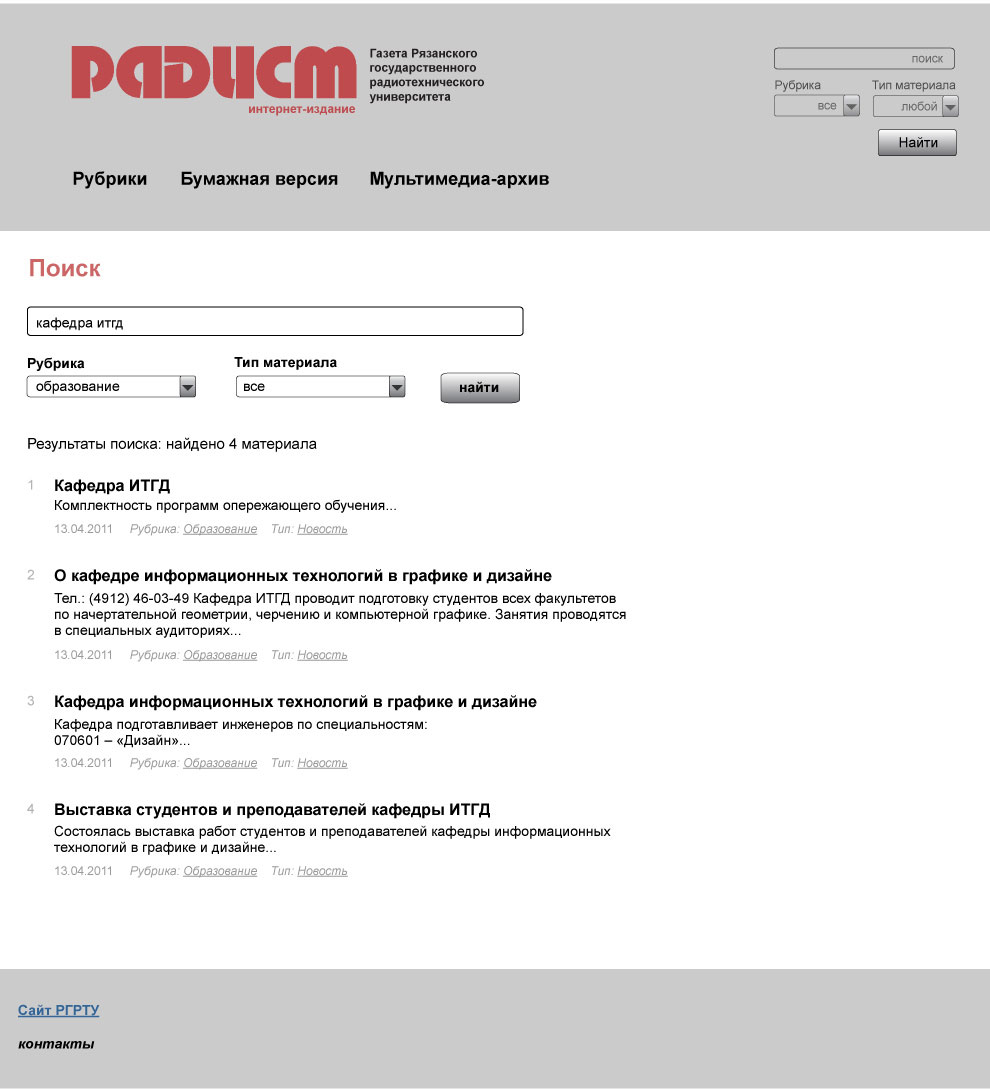 радист
интернет-издание
Газета Рязанского
государственного
радиотехнического
университета
поиск
Рубрика Тип материала
все любой
Найти
Рубрики Бумажная версия Мультимедиа-архив
Поиск
кафедра итгд
Рубрика Тип материала
образование все найти
Результаты поиска: найдено 4 материала
1 Кафедра ИТГД
Комплектность программ опережающего обучения...
13.04.2011 Рубрика: Образование Тип: Новость
2 О кафедре информационных технологий в графике и дизайне
Тел.: (4912) 46-03-49 Кафедра ИТГД проводит подготовку студентов всех факультетов
по начертательной геометрии, черчению и компьютерной графике. Занятия проводятся
в специальных аудиториях...
13.04.2011 Рубрика: Образование Тип: Новость
3 Кафедра информационных технологий в графике и дизайне
Кафедра подготавливает инженеров по специальностям:
070601 – «Дизайн»...
13.04.2011 Рубрика: Образование Тип: Новость
4 Выставка студентов и преподавателей кафедры ИТГД
Состоялась выставка работ студентов и преподавателей кафедры информационных
технологий в графике и дизайне...
13.04.2011 Рубрика: Образование Тип: Новость
Сайт РГРТУ
контакты